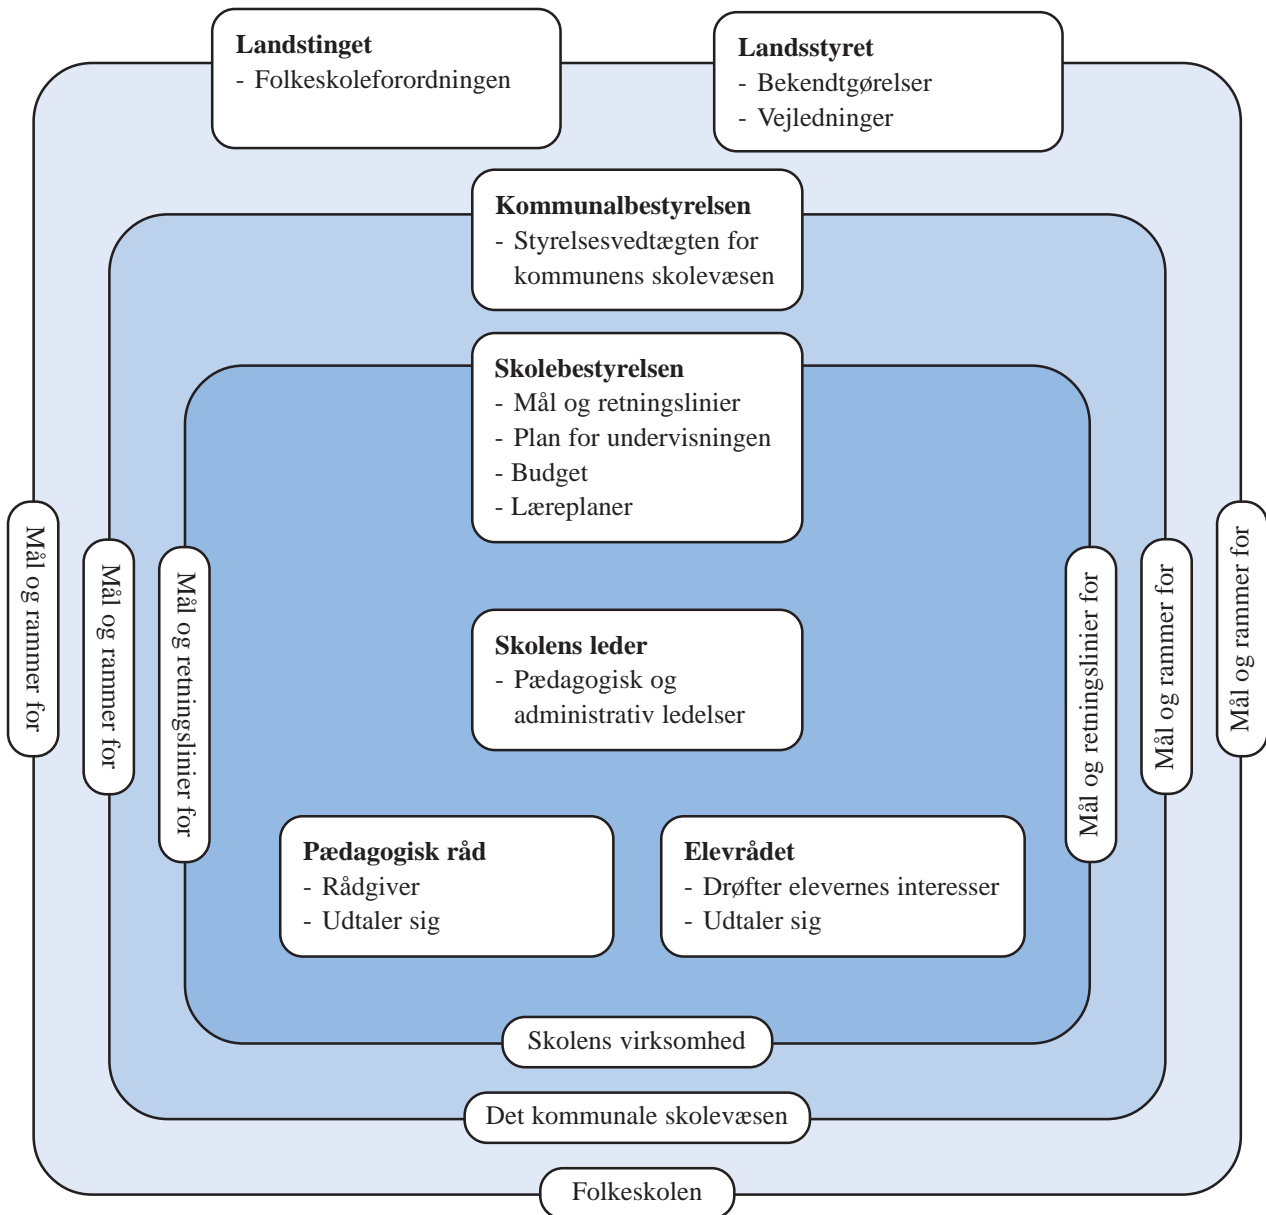 Landstinget
- Folkeskoleforordningen
Landsstyret
- Bekendtgørelser
- Vejledninger
Kommunalbestyrelsen
- Styrelsesvedtægten for
kommunens skolevæsen
Skolebestyrelsen
- Mål og retningslinier
- Plan for undervisningen
- Budget
- Læreplaner
Mål og rammer for
Mål og rammer for
Mål og retningslinier for
Mål og retningslinier for
Mål og rammer for
Mål og rammer for
Skolens leder
- Pædagogisk og
administrativ ledelser
Pædagogisk råd
- Rådgiver
- Udtaler sig
Elevrådet
- Drøfter elevernes interesser
- Udtaler sig
Skolens virksomhed
Det kommunale skolevæsen
Folkeskolen